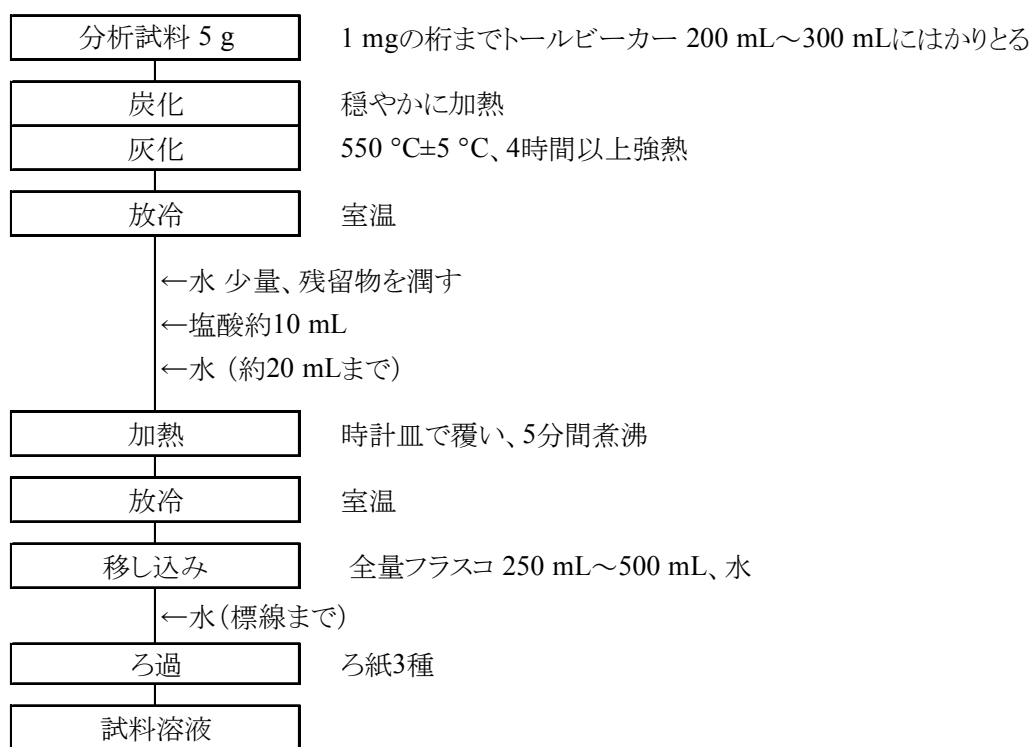 分析試料 5 g 1 mgの桁までトールビーカー 200 mL～300 mLにはかりとる
炭化 穏やかに加熱
灰化 550 °C±5 °C、4時間以上強熱
放冷 室温
←水 少量、残留物を潤す
←塩酸約10 mL
←水 （約20 mLまで）
加熱 時計皿で覆い、5分間煮沸
放冷 室温
移し込み 全量フラスコ 250 mL～500 mL、水
←水（標線まで）
ろ過 ろ紙3種
試料溶液